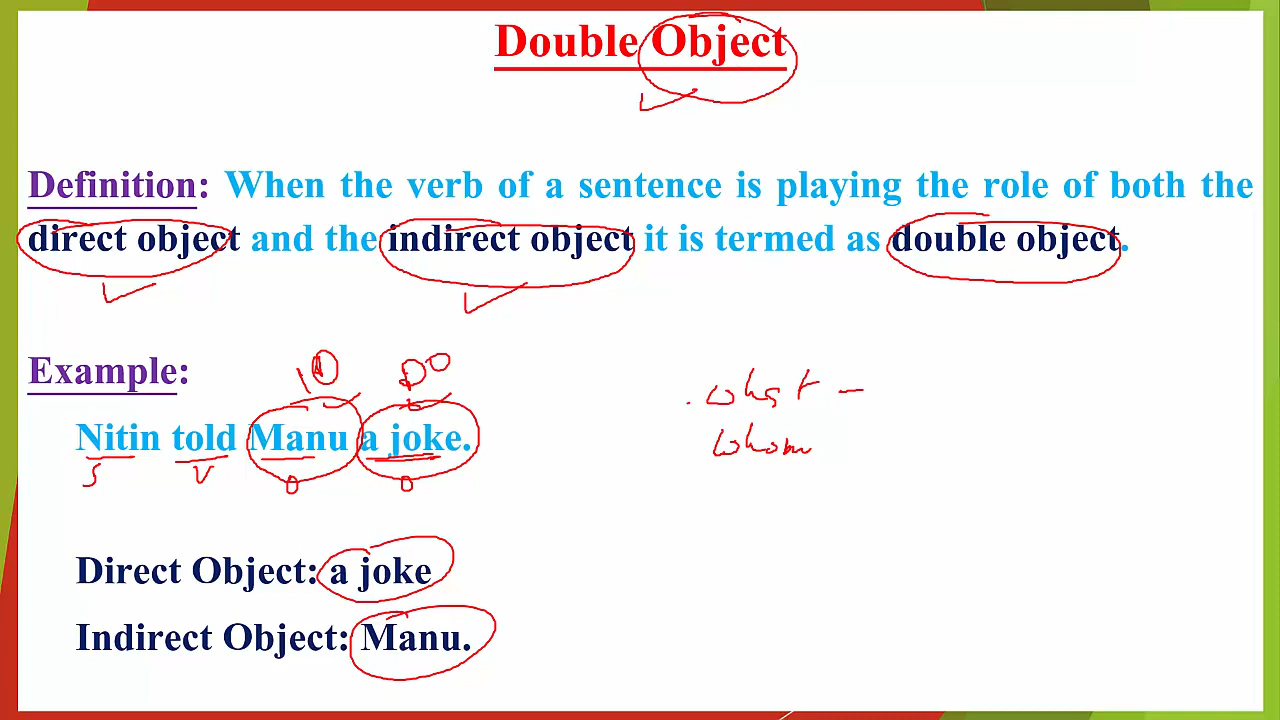 Double Object
Definition: When the verb of a sentence is playing the role of both the
direct object and the indirect object it is termed as double object.
Example:
IO DO
what -
Nitin told Manu a joke.
whom
S V O O
Direct Object: a joke
Indirect Object: Manu.